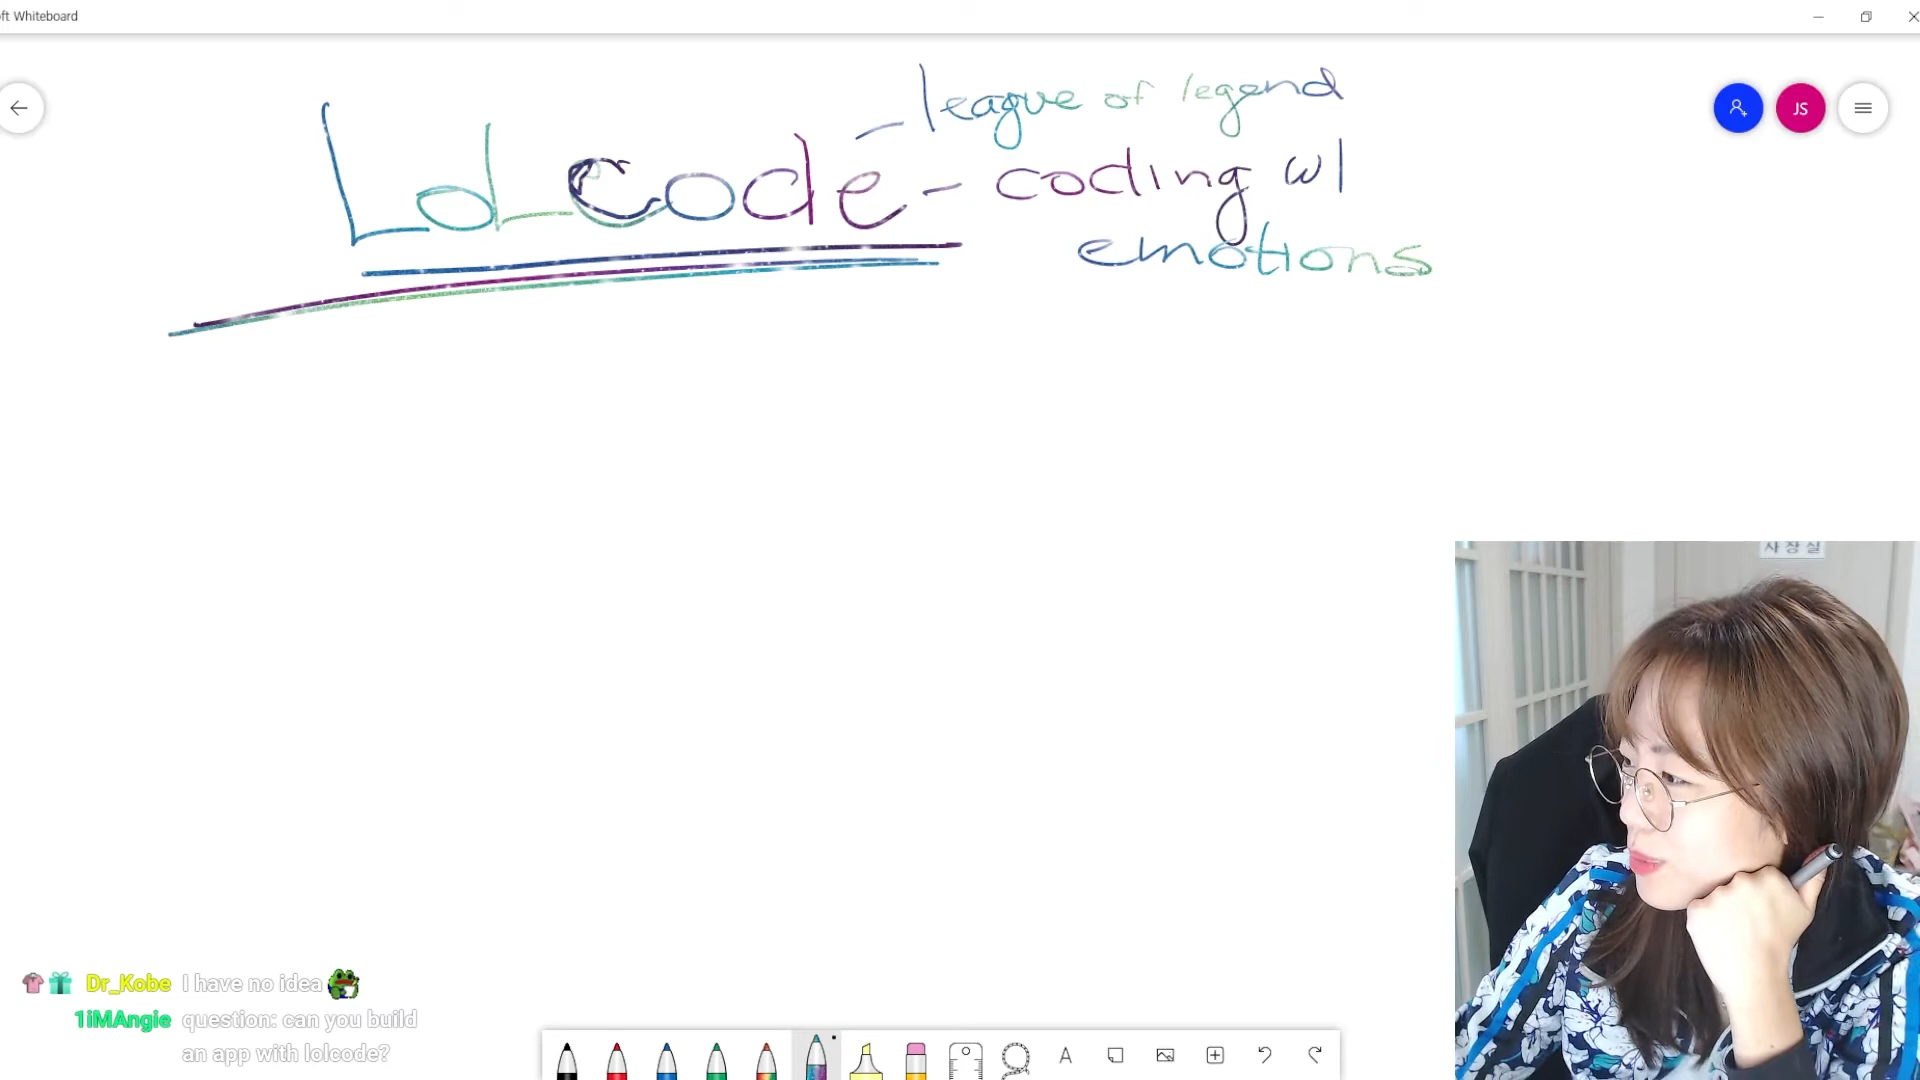 ft Whiteboard
league of legend
LoLcode - coding w/
emotions
JS
사장실
Dr_Kobe I have no idea
1iMAngie question: can you build
an app with lolcode?
A